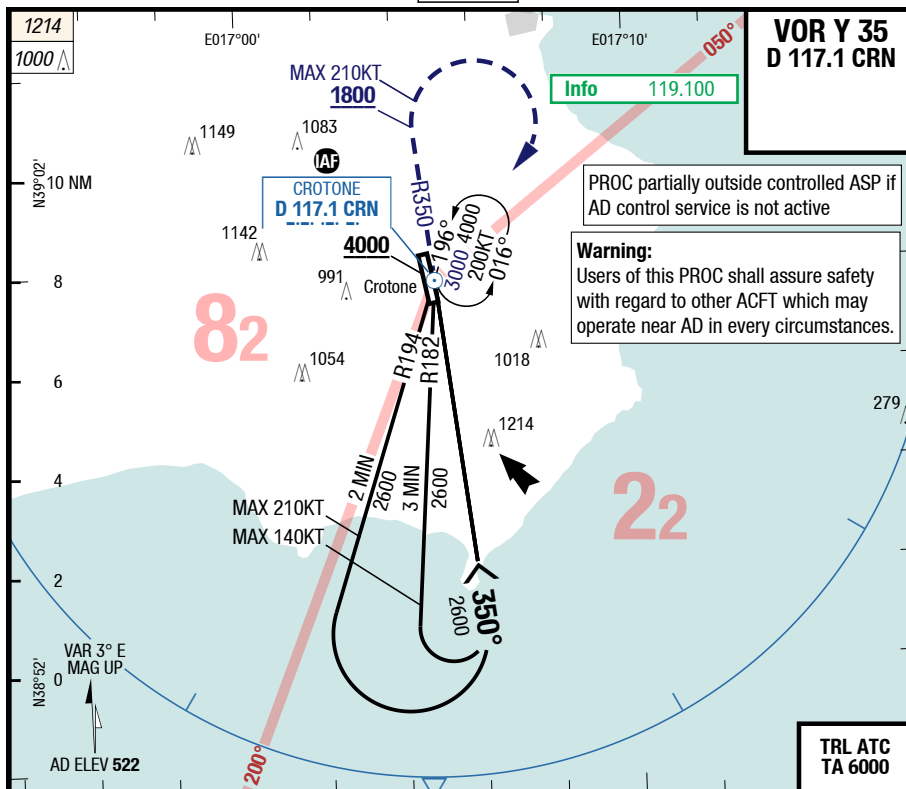 1214
1000
E017°00'
E017°10'
050°
VOR Y 35
D 117.1 CRN
MAX 210KT
1800
Info 119.100
1149
1083
IAF
N39°02'
10 NM
CROTONE
D 117.1 CRN
R350
PROC partially outside controlled ASP if
AD control service is not active
196°
3000 4000
200KT
016°
1142
4000
Warning:
Users of this PROC shall assure safety
with regard to other ACFT which may
operate near AD in every circumstances.
8
991
Crotone
82
R194
R182
1054
1018
6
279
1214
4
2 MIN
2600
3 MIN
2600
22
MAX 210KT
MAX 140KT
2
350°
2600
VAR 3° E
MAG UP
N38°52'
0
AD ELEV 522
200°
TRL ATC
TA 6000